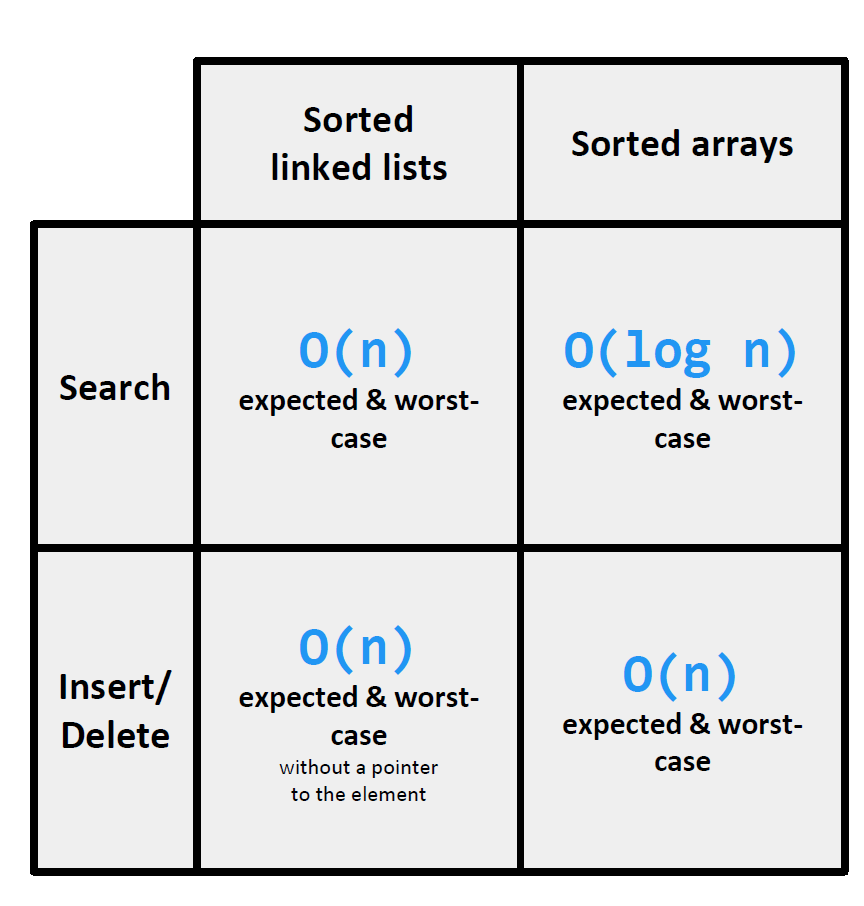 Sorted
linked lists
Sorted arrays
Search
O(n)
expected & worst-
case
O(log n)
expected & worst-
case
Insert/
Delete
O(n)
expected & worst-
case
without a pointer
to the element
O(n)
expected & worst-
case